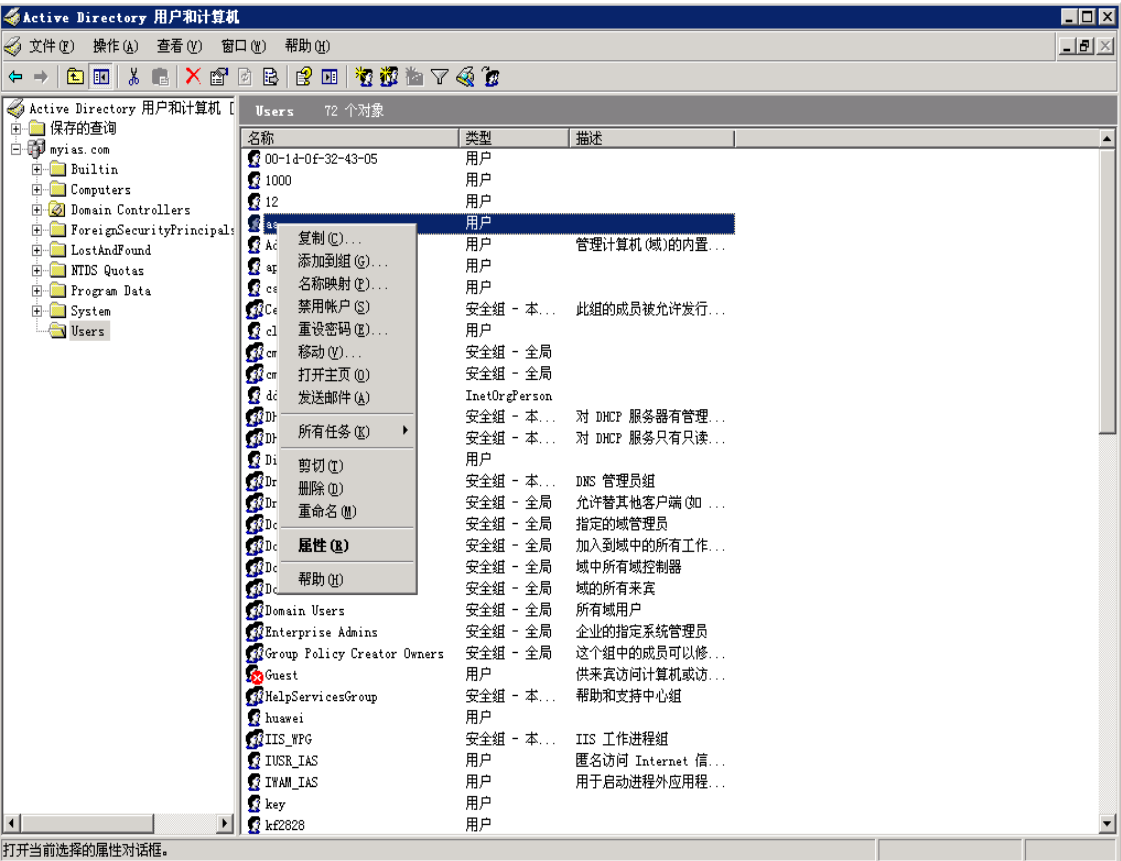 Active Directory 用户和计算机
文件(F) 操作(A) 查看(V) 窗口(W) 帮助(H)
Active Directory 用户和计算机 [
保存的查询
myias.com
Builtin
Computers
Domain Controllers
ForeignSecurityPrincipals
LostAndFound
NTDS Quotas
Program Data
System
Users
Users 72 个对象
名称 类型 描述
00-1d-0f-32-43-05 用户
1000 用户
12 用户
用户
用户 管理计算机(域)的内置...
用户
用户
安全组 - 本... 此组的成员被允许发行...
用户
安全组 - 全局
安全组 - 全局
InetOrgPerson
安全组 - 本... 对 DHCP 服务器有管理...
安全组 - 本... 对 DHCP 服务只有只读...
用户
安全组 - 本... DNS 管理员组
安全组 - 全局 允许替其他客户端(如 ...
安全组 - 全局 指定的域管理员
安全组 - 全局 加入到域中的所有工作...
安全组 - 全局 域中所有域控制器
安全组 - 全局 域的所有来宾
Domain Users 安全组 - 全局 所有域用户
Enterprise Admins 安全组 - 全局 企业的指定系统管理员
Group Policy Creator Owners 安全组 - 全局 这个组中的成员可以修...
Guest 用户 供来宾访问计算机或访...
HelpServicesGroup 安全组 - 本... 帮助和支持中心组
huawei 用户
IIS_WPG 安全组 - 本... IIS 工作进程组
IUSR_IAS 用户 匿名访问 Internet 信...
IWAM_IAS 用户 用于启动进程外应用程...
key 用户
kf2828 用户
复制(C)...
添加到组(G)...
名称映射(P)...
禁用帐户(S)
重设密码(E)...
移动(V)...
打开主页(O)
发送邮件(A)
所有任务(K)
剪切(T)
删除(D)
重命名(M)
属性(R)
帮助(H)
打开当前选择的属性对话框。